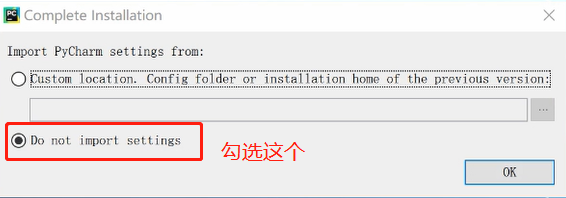 Complete Installation
Import PyCharm settings from:
Custom location. Config folder or installation home of the previous version:
...
Do not import settings
勾选这个
OK